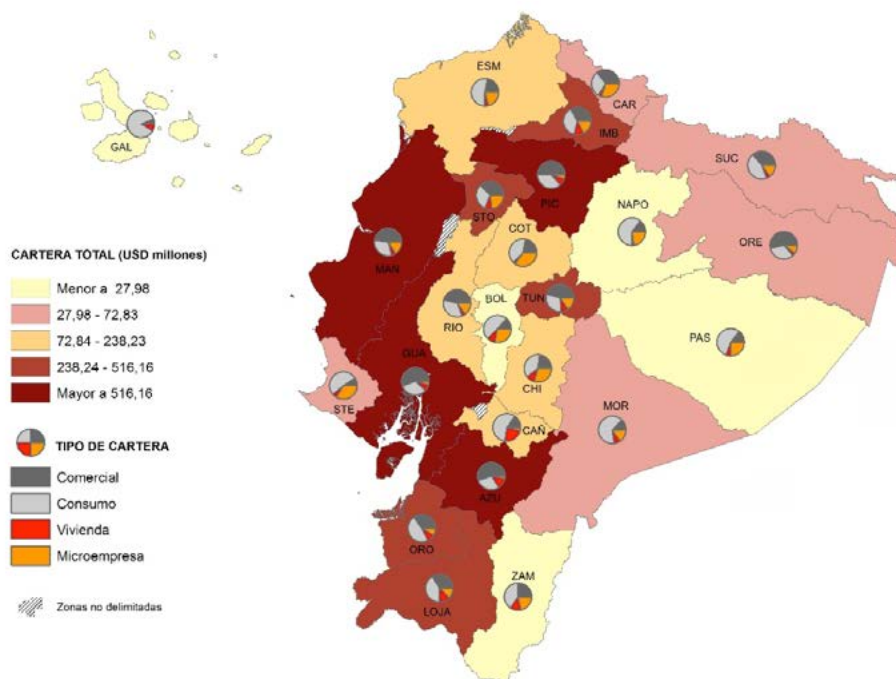 ESM
CAR
IMB
GAL
SUC
PIC
STO
NAPO
COT
ORE
MAN
CARTERA TOTAL (USD millones)
Menor a 27,98
27,98 - 72,83
72,84 - 238,23
238,24 - 516,16
Mayor a 516,16
BOL
TUN
RIO
PAS
GUA
CHI
STE
MOR
CAÑ
TIPO DE CARTERA
Comercial
Consumo
Vivienda
Microempresa
AZU
ORO
ZAM
LOJA
Zonas no delimitadas